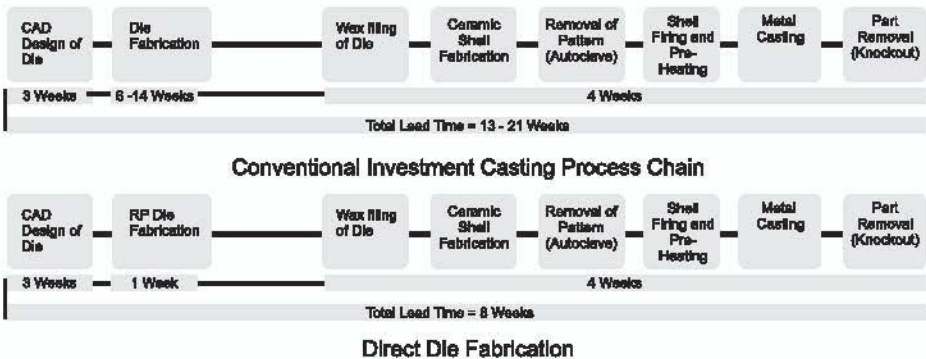 CAD
Design of
Die
Die
Fabrication
Wax filing
of Die
Ceramic
Shell
Fabrication
Removal of
Pattern
(Autoclave)
Shell
Firing and
Pre-
Heating
Metal
Casting
Part
Removal
(Knockout)
3 Weeks
6 -14 Weeks
4 Weeks
Total Lead Time = 13 - 21 Weeks
Conventional Investment Casting Process Chain
CAD
Design of
Die
RP Die
Fabrication
Wax filing
of Die
Ceramic
Shell
Fabrication
Removal of
Pattern
(Autoclave)
Shell
Firing and
Pre-
Heating
Metal
Casting
Part
Removal
(Knockout)
3 Weeks
1 Week
4 Weeks
Total Lead Time = 8 Weeks
Direct Die Fabrication